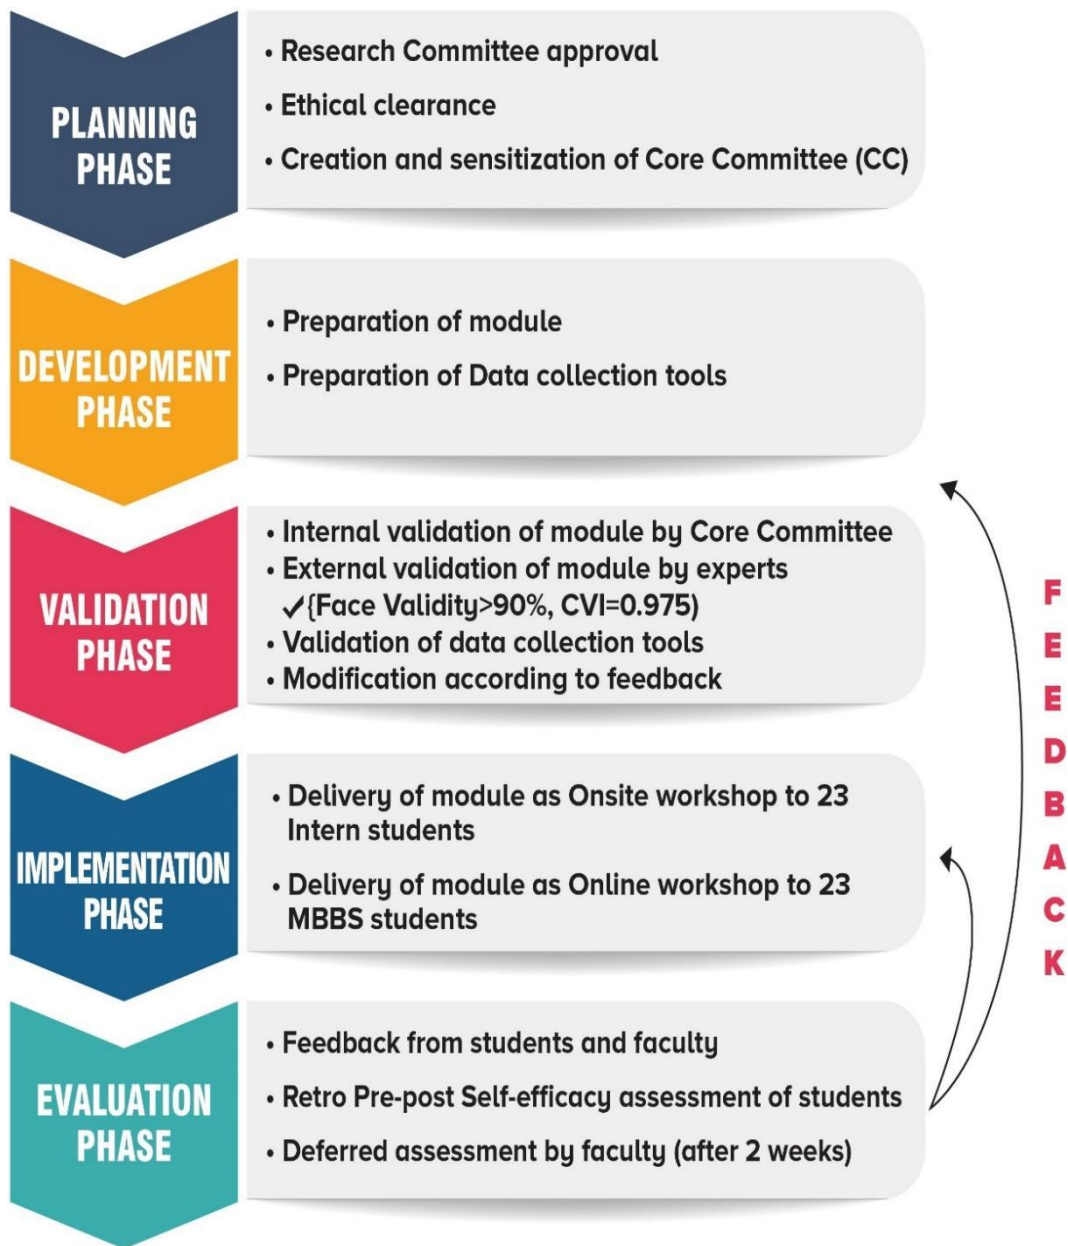 PLANNING
PHASE
• Research Committee approval
• Ethical clearance
• Creation and sensitization of Core Committee (CC)
DEVELOPMENT
PHASE
• Preparation of module
• Preparation of Data collection tools
VALIDATION
PHASE
• Internal validation of module by Core Committee
• External validation of module by experts
✓{Face Validity>90%, CVI=0.975)
• Validation of data collection tools
• Modification according to feedback
IMPLEMENTATION
PHASE
• Delivery of module as Onsite workshop to 23
Intern students
• Delivery of module as Online workshop to 23
MBBS students
EVALUATION
PHASE
• Feedback from students and faculty
• Retro Pre-post Self-efficacy assessment of students
• Deferred assessment by faculty (after 2 weeks)
FEEDBACK